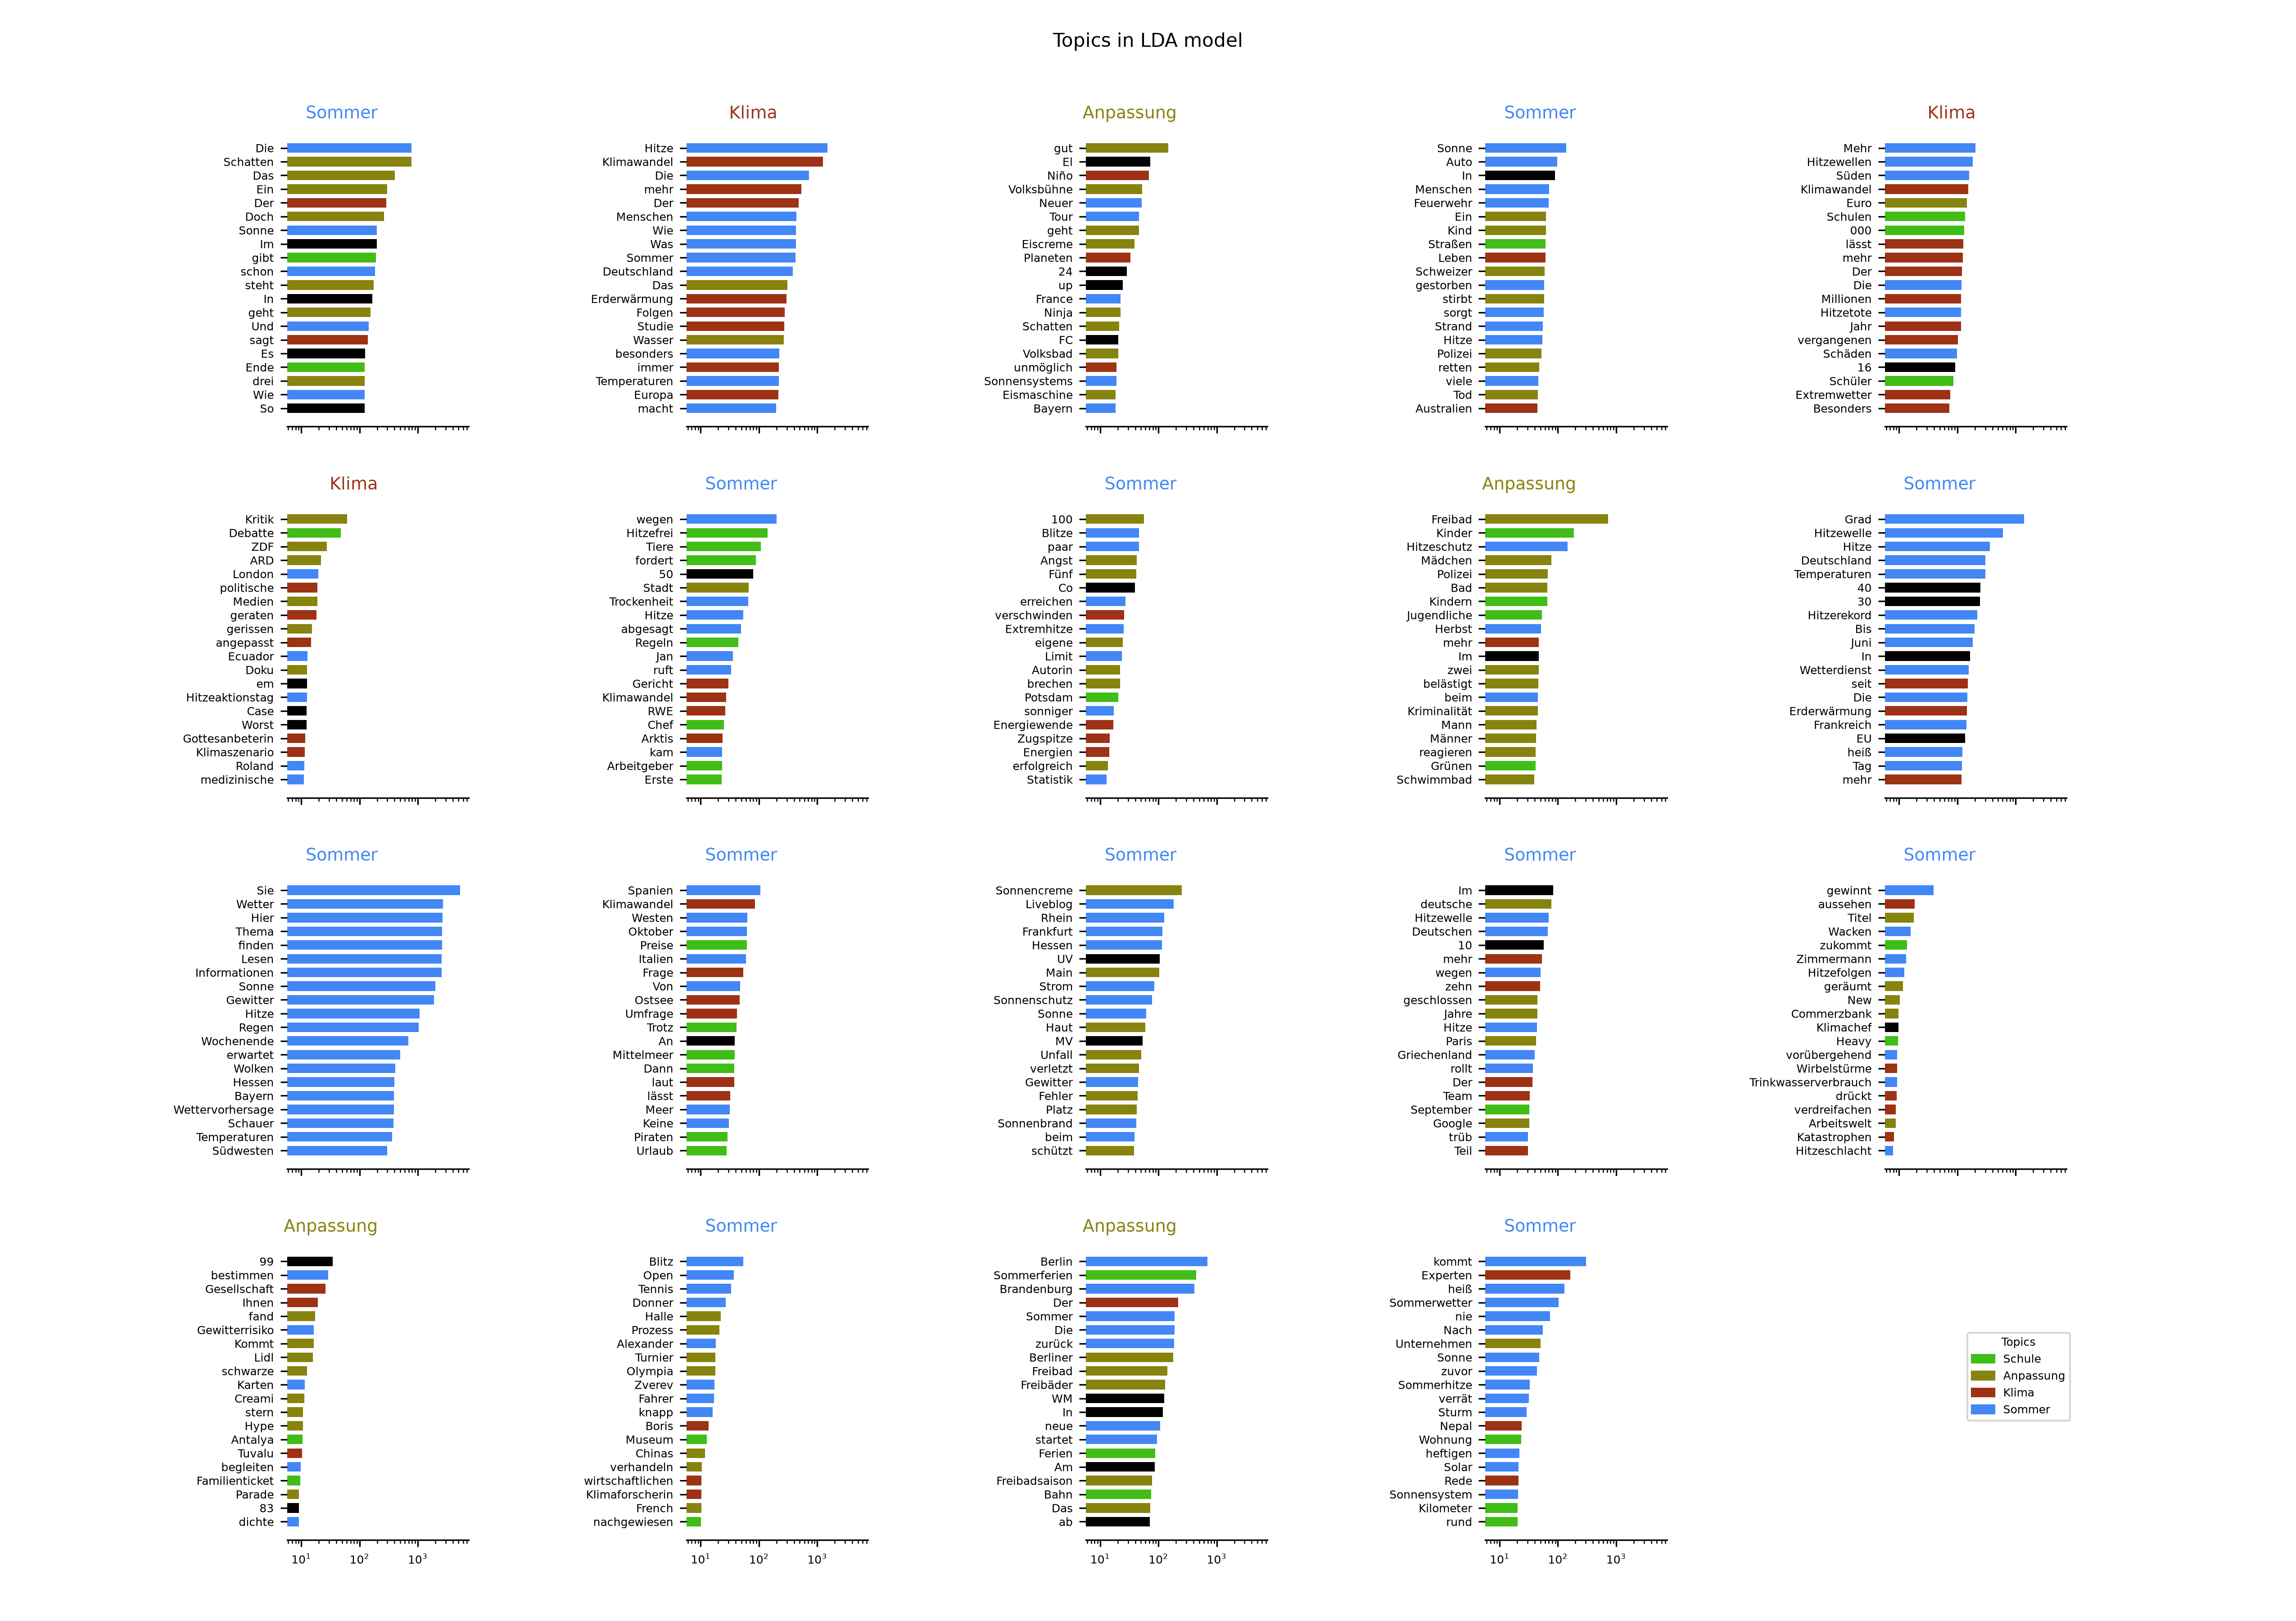 Topics in LDA model
Sommer
Die
Schatten
Das
Ein
Der
Doch
Sonne
Im
gibt
schon
steht
In
geht
Und
sagt
Es
Ende
drei
Wie
So
Klima
Hitze
Klimawandel
Die
mehr
Der
Menschen
Wie
Was
Sommer
Deutschland
Das
Erderwärmung
Folgen
Studie
Wasser
besonders
immer
Temperaturen
Europa
macht
Anpassung
gut
El
Niño
Volksbühne
Neuer
Tour
geht
Eiscreme
Planeten
24
up
France
Ninja
Schatten
FC
Volksbad
unmöglich
Sonnensystems
Eismaschine
Bayern
Sommer
Sonne
Auto
In
Menschen
Feuerwehr
Ein
Kind
Straßen
Leben
Schweizer
gestorben
stirbt
sorgt
Strand
Hitze
Polizei
retten
viele
Tod
Australien
Klima
Mehr
Hitzewellen
Süden
Klimawandel
Euro
Schulen
000
lässt
mehr
Der
Die
Millionen
Hitzetote
Jahr
vergangenen
Schäden
16
Schüler
Extremwetter
Besonders
Klima
Kritik
Debatte
ZDF
ARD
London
politische
Medien
geraten
gerissen
angepasst
Ecuador
Doku
em
Hitzeaktionstag
Case
Worst
Gottesanbeterin
Klimaszenario
Roland
medizinische
Sommer
wegen
Hitzefrei
Tiere
fordert
50
Stadt
Trockenheit
Hitze
abgesagt
Regeln
Jan
ruft
Gericht
Klimawandel
RWE
Chef
Arktis
kam
Arbeitgeber
Erste
Sommer
100
Blitze
paar
Angst
Fünf
Co
erreichen
verschwinden
Extremhitze
eigene
Limit
Autorin
brechen
Potsdam
sonniger
Energiewende
Zugspitze
Energien
erfolgreich
Statistik
Anpassung
Freibad
Kinder
Hitzeschutz
Mädchen
Polizei
Bad
Kindern
Jugendliche
Herbst
mehr
Im
zwei
belästigt
beim
Kriminalität
Mann
Männer
reagieren
Grünen
Schwimmbad
Sommer
Grad
Hitzewelle
Hitze
Deutschland
Temperaturen
40
30
Hitzerekord
Bis
Juni
In
Wetterdienst
seit
Die
Erderwärmung
Frankreich
EU
heiß
Tag
mehr
Sommer
Sie
Wetter
Hier
Thema
finden
Lesen
Informationen
Sonne
Gewitter
Hitze
Regen
Wochenende
erwartet
Wolken
Hessen
Bayern
Wettervorhersage
Schauer
Temperaturen
Südwesten
Sommer
Spanien
Klimawandel
Westen
Oktober
Preise
Italien
Frage
Von
Ostsee
Umfrage
Trotz
An
Mittelmeer
Dann
laut
lässt
Meer
Keine
Piraten
Urlaub
Sommer
Sonnencreme
Liveblog
Rhein
Frankfurt
Hessen
UV
Main
Strom
Sonnenschutz
Sonne
Haut
MV
Unfall
verletzt
Gewitter
Fehler
Platz
Sonnenbrand
beim
schützt
Sommer
Im
deutsche
Hitzewelle
Deutschen
10
mehr
wegen
zehn
geschlossen
Jahre
Hitze
Paris
Griechenland
rollt
Der
Team
September
Google
trüb
Teil
Sommer
gewinnt
aussehen
Titel
Wacken
zukommt
Zimmermann
Hitzefolgen
geräumt
New
Commerzbank
Klimachef
Heavy
vorübergehend
Wirbelstürme
Trinkwasserverbrauch
drückt
verdreifachen
Arbeitswelt
Katastrophen
Hitzeschlacht
Anpassung
99
bestimmen
Gesellschaft
Ihnen
fand
Gewitterrisiko
Kommt
Lidl
schwarze
Karten
Creami
stern
Hype
Antalya
Tuvalu
begleiten
Familienticket
Parade
83
dichte
10¹ 10² 10³
Sommer
Blitz
Open
Tennis
Donner
Halle
Prozess
Alexander
Turnier
Olympia
Zverev
Fahrer
knapp
Boris
Museum
Chinas
verhandeln
wirtschaftlichen
Klimaforscherin
French
nachgewiesen
10¹ 10² 10³
Anpassung
Berlin
Sommerferien
Brandenburg
Der
Sommer
Die
zurück
Berliner
Freibad
Freibäder
WM
In
neue
startet
Ferien
Am
Freibadsaison
Bahn
Das
ab
10¹ 10² 10³
Sommer
kommt
Experten
heiß
Sommerwetter
nie
Nach
Unternehmen
Sonne
zuvor
Sommerhitze
verrät
Sturm
Nepal
Wohnung
heftigen
Solar
Rede
Sonnensystem
Kilometer
rund
10¹ 10² 10³
Topics
Schule
Anpassung
Klima
Sommer